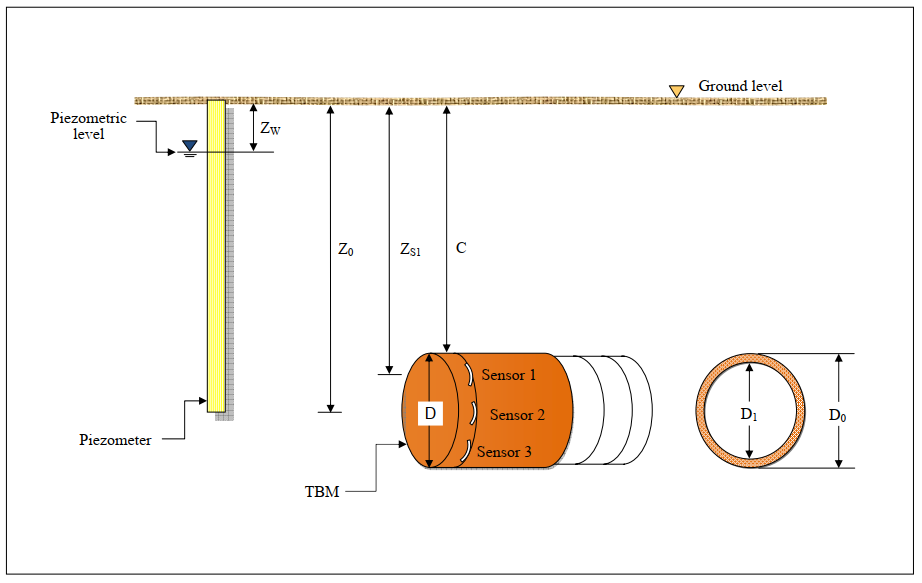 Ground level
Piezometric
level
ZW
Z0
ZS1
C
Sensor 1
D
Sensor 2
D1
D0
Sensor 3
Piezometer
TBM